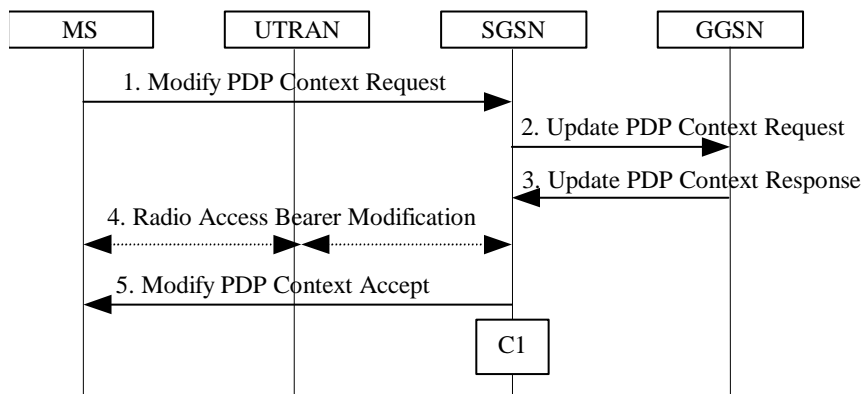 MS UTRAN SGSN GGSN
1. Modify PDP Context Request
2. Update PDP Context Request
3. Update PDP Context Response
4. Radio Access Bearer Modification
5. Modify PDP Context Accept
C1